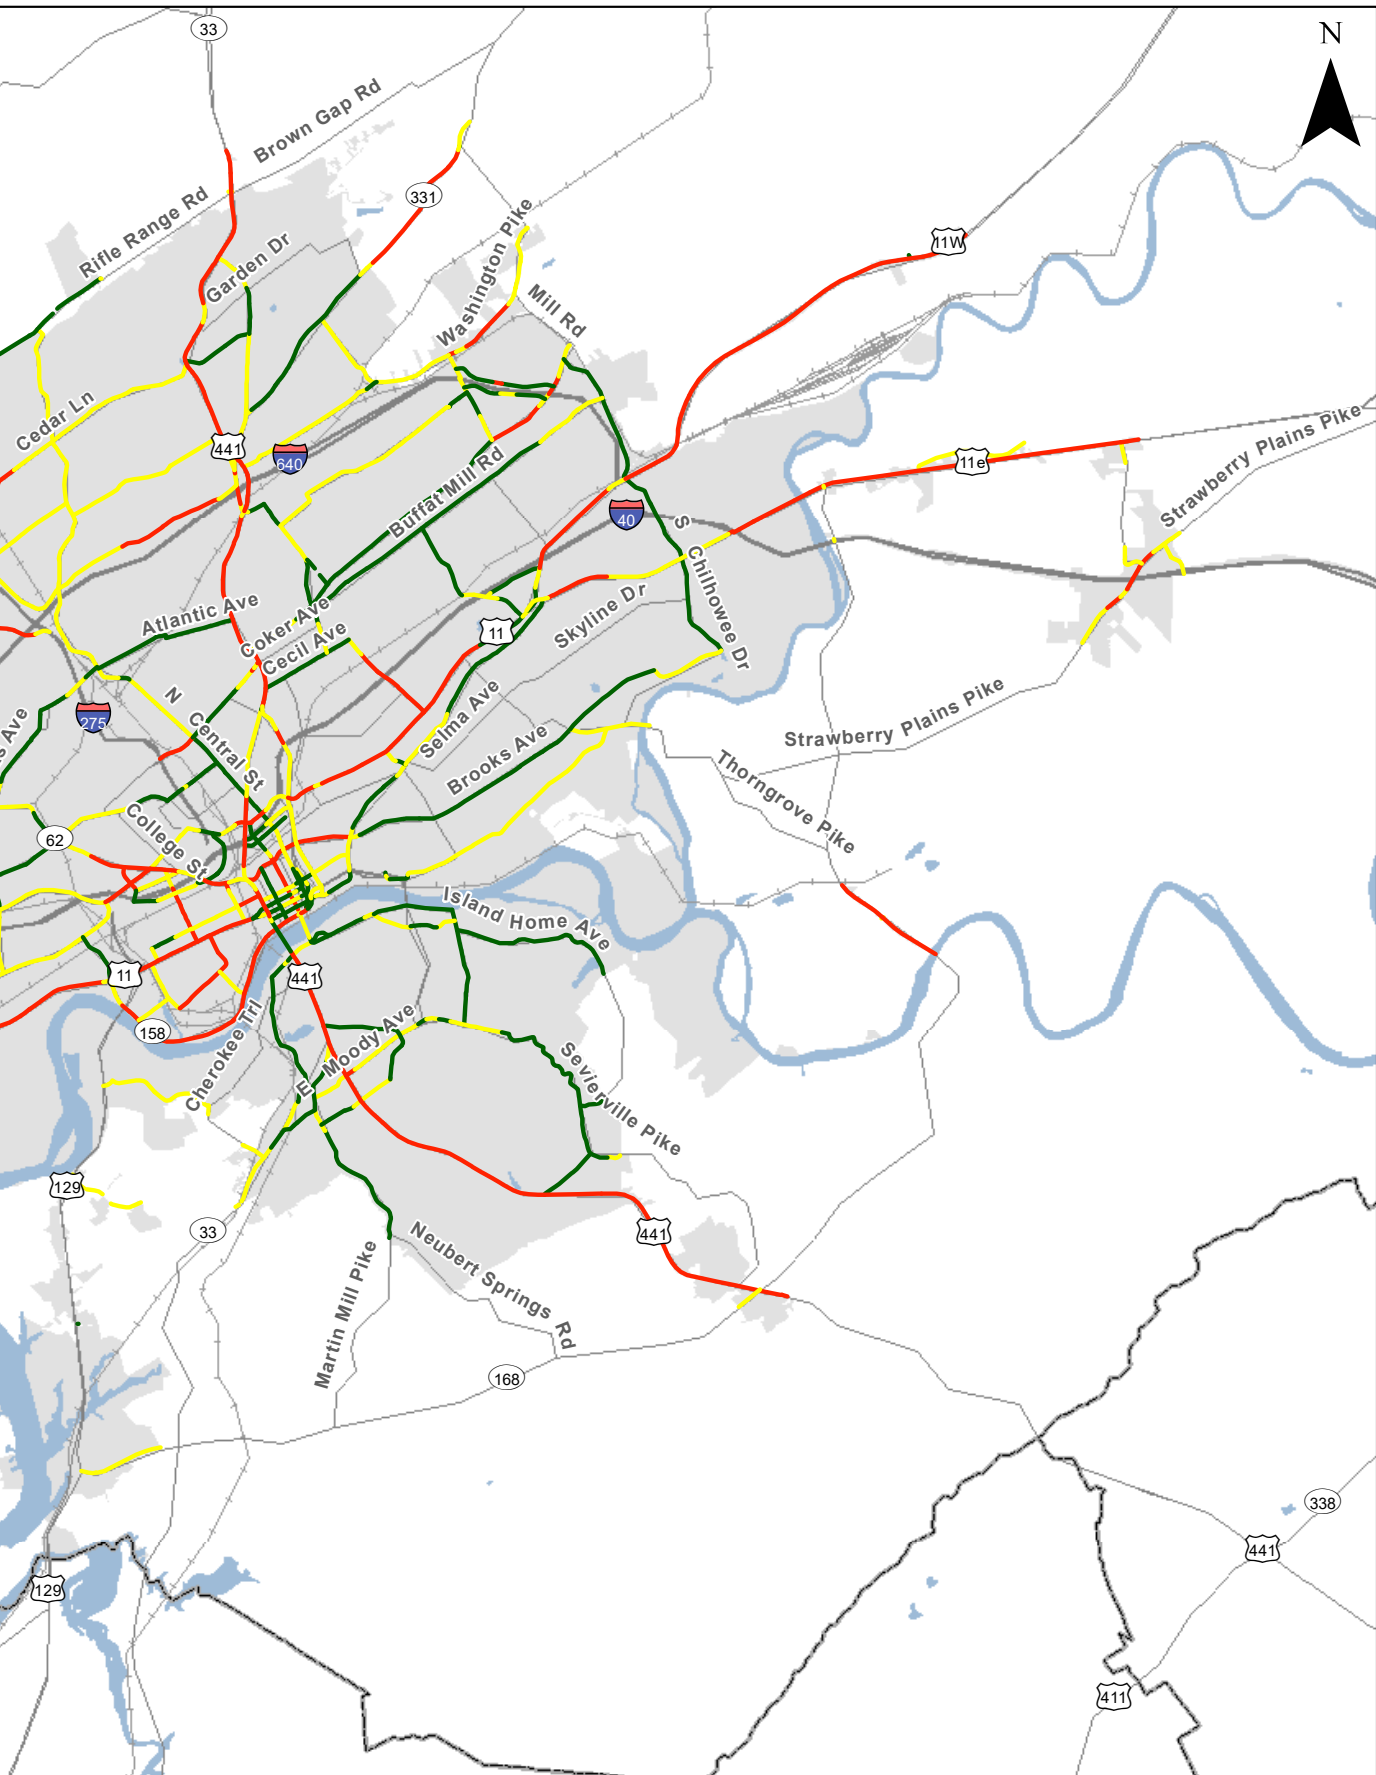 33
N
Brown Gap Rd
331
Rifle Range Rd
Washington Pike
11W
Garden Dr
Mill Rd
Cedar Ln
441
640
11e
Strawberry Plains Pike
Buffat Mill Rd
40
S Chilhowee Dr
Atlantic Ave
Coker Ave
Cecil Ave
11
Skyline Dr
275
N Central St
s Ave
Selma Ave
Brooks Ave
Strawberry Plains Pike
Thorngrove Pike
62
College St
Island Home Ave
11
441
158
Cherokee Trl
E Moody Ave
Sevierville Pike
129
33
441
Neubert Springs Rd
Martin Mill Pike
168
338
441
129
411